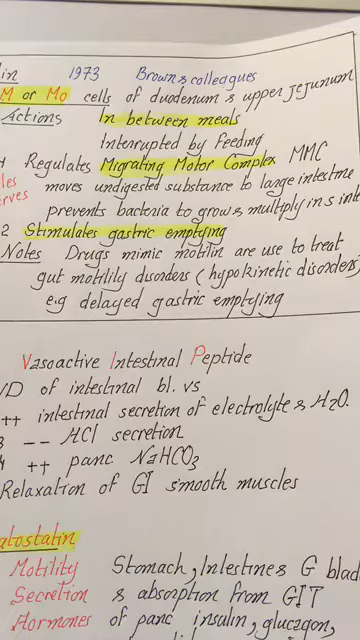 lin 1973 Brown & colleagues
M or Mo cells of duodenum & upper jejunum
Actions In between meals
Interrupted by Feeding
1 Regulates Migrating Motor Complex MMC
moves undigested substance to large intestine
prevents bacteria to grow & multiply in s int
2 Stimulates gastric emptying
Notes Drugs mimic motilin are use to treat
gut motility disorders (hypokinetic disorders)
e.g delayed gastric emptying
Vasoactive Intestinal Peptide
VD of intestinal bl. vs
++ intestinal secretion of electrolyte & H2O.
3 -- HCl secretion
4 ++ panc NaHCO3
Relaxation of GI smooth muscles
atostatin
Motility Stomach, Intestine & G blad
Secretion & absorption from GIT
Hormones of panc insulin, glucagon,